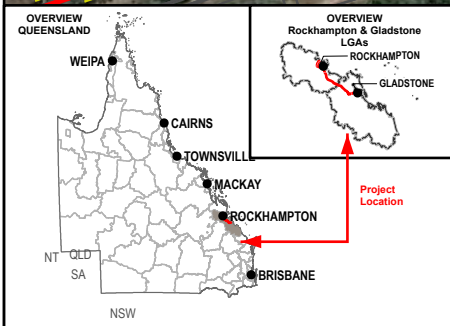 OVERVIEW
QUEENSLAND
WEIPA
CAIRNS
TOWNSVILLE
MACKAY
ROCKHAMPTON
BRISBANE
NT
QLD
SA
NSW
OVERVIEW
Rockhampton & Gladstone
LGAs
ROCKHAMPTON
GLADSTONE
Project
Location